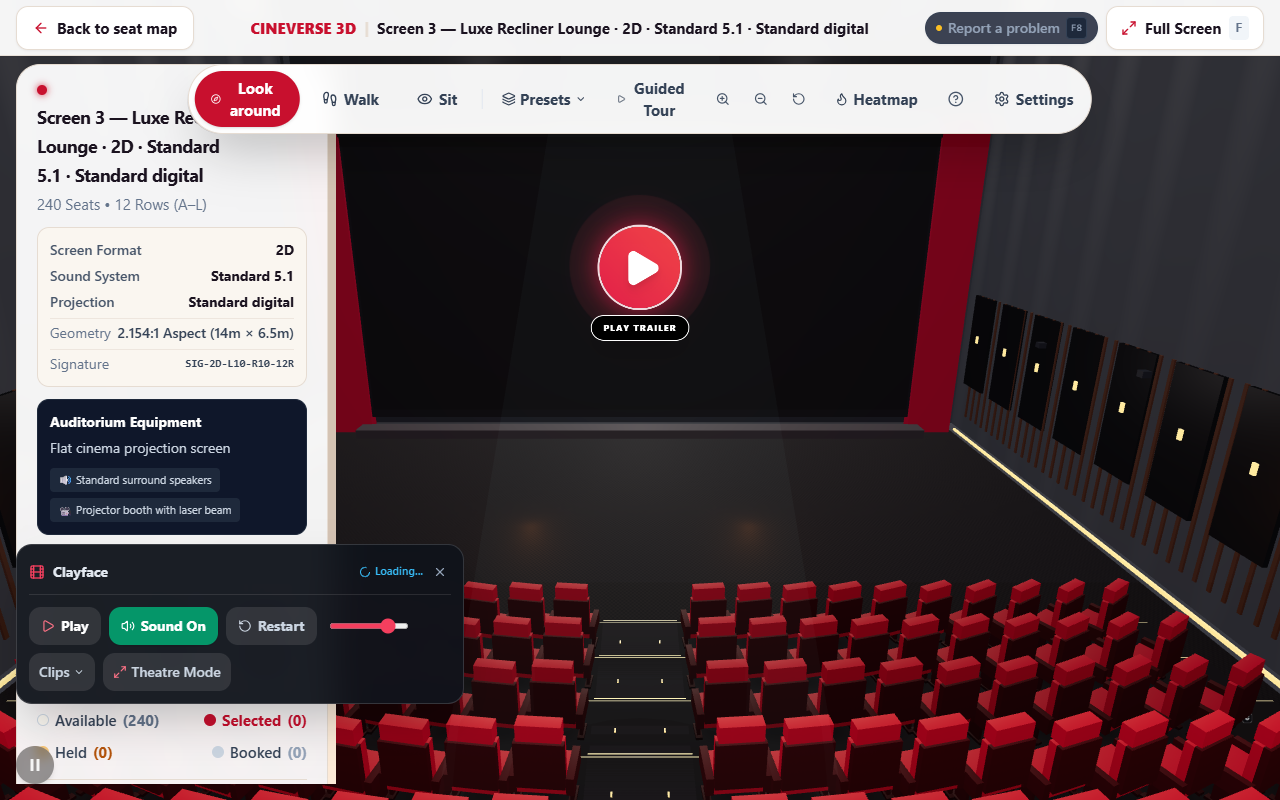 Back to seat map
CINEVERSE 3D | Screen 3 — Luxe Recliner Lounge · 2D · Standard 5.1 · Standard digital
Report a problem F8
Full Screen F
Look around
Walk
Sit
Presets
Guided Tour
Heatmap
Settings
Screen 3 — Luxe Re
Lounge · 2D · Standard
5.1 · Standard digital
240 Seats • 12 Rows (A–L)
Screen Format 2D
Sound System Standard 5.1
Projection Standard digital
Geometry 2.154:1 Aspect (14m × 6.5m)
Signature SIG-2D-L10-R10-12R
Auditorium Equipment
Flat cinema projection screen
Standard surround speakers
Projector booth with laser beam
PLAY TRAILER
Clayface Loading...
Play Sound On Restart
Clips Theatre Mode
Available (240) Selected (0)
Held (0) Booked (0)